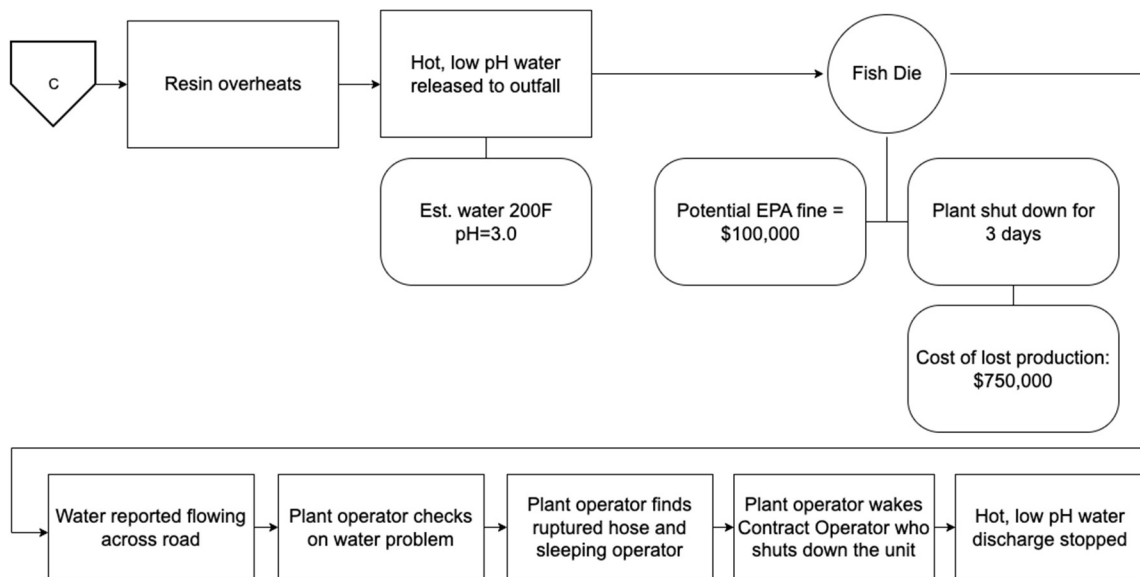 C
Resin overheats
Hot, low pH water
released to outfall
Fish Die
Est. water 200F
pH=3.0
Potential EPA fine =
$100,000
Plant shut down for
3 days
Cost of lost production:
$750,000
Water reported flowing
across road
Plant operator checks
on water problem
Plant operator finds
ruptured hose and
sleeping operator
Plant operator wakes
Contract Operator who
shuts down the unit
Hot, low pH water
discharge stopped